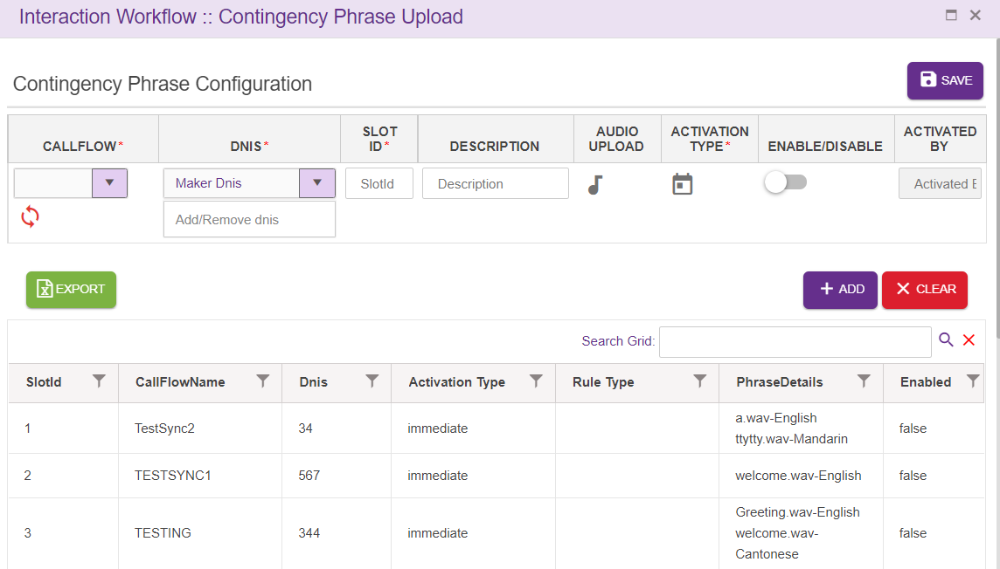 Interaction Workflow :: Contingency Phrase Upload
Contingency Phrase Configuration
SAVE
CALLFLOW* DNIS* SLOT ID* DESCRIPTION AUDIO UPLOAD ACTIVATION TYPE* ENABLE/DISABLE ACTIVATED BY
Maker Dnis SlotId Description Activated B
Add/Remove dnis
EXPORT ADD CLEAR
Search Grid:
SlotId CallFlowName Dnis Activation Type Rule Type PhraseDetails Enabled
1 TestSync2 34 immediate a.wav-English false
ttytty.wav-Mandarin
2 TESTSYNC1 567 immediate welcome.wav-English false
3 TESTING 344 immediate Greeting.wav-English false
welcome.wav-
Cantonese